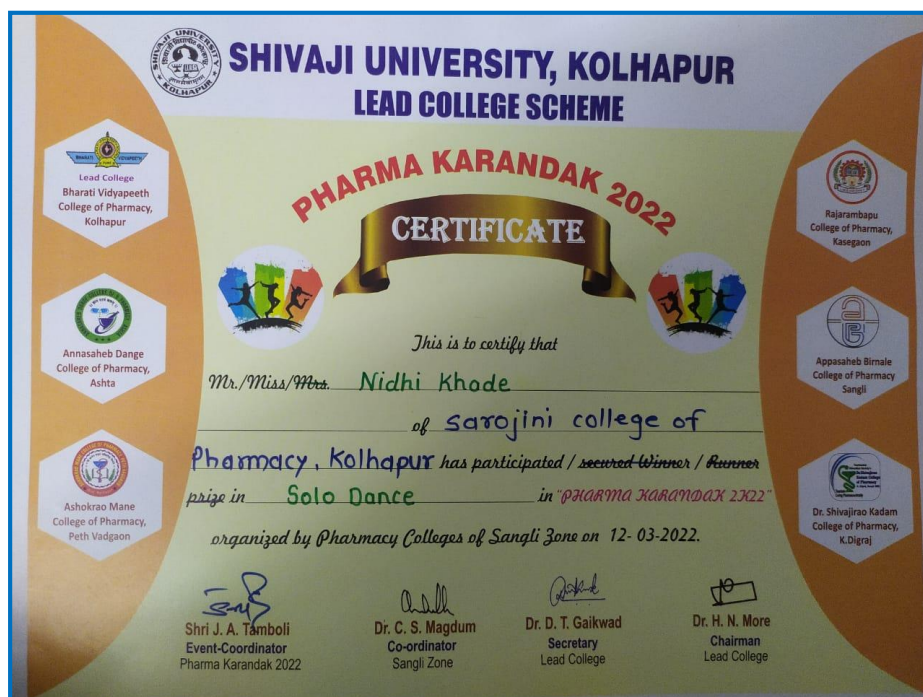 SHIVAJI UNIVERSITY
KOLHAPUR
SHIVAJI UNIVERSITY, KOLHAPUR
LEAD COLLEGE SCHEME
PHARMA KARANDAK 2022
CERTIFICATE
Lead College
Bharati Vidyapeeth
College of Pharmacy,
Kolhapur
Annasaheb Dange
College of Pharmacy,
Ashta
Ashokrao Mane
College of Pharmacy,
Peth Vadgaon
Rajarambapu
College of Pharmacy,
Kasegaon
Appasaheb Birnale
College of Pharmacy
Sangli
Dr. Shivajirao Kadam
College of Pharmacy,
K.Digraj
This is to certify that
Mr./Miss/Mrs. Nidhi Khode
of sarojini college of
Pharmacy, Kolhapur has participated / secured Winner / Runner
prize in Solo Dance in "PHARMA KARANDAK 2K22"
organized by Pharmacy Colleges of Sangli Zone on 12- 03-2022.
Shri J. A. Tamboli
Event-Coordinator
Pharma Karandak 2022
Dr. C. S. Magdum
Co-ordinator
Sangli Zone
Dr. D. T. Gaikwad
Secretary
Lead College
Dr. H. N. More
Chairman
Lead College